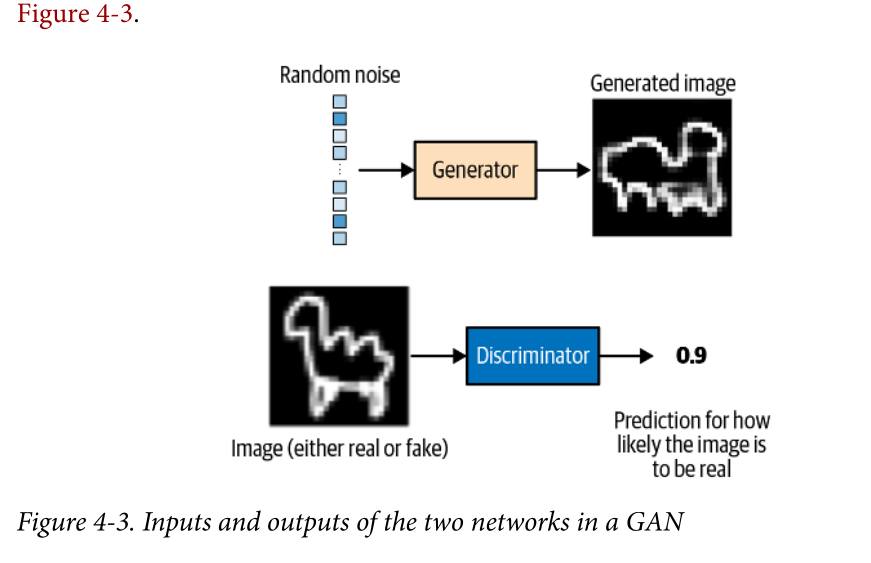 Figure 4-3.
Random noise
Generated image
Generator
Discriminator
0.9
Image (either real or fake)
Prediction for how
likely the image is
to be real
Figure 4-3. Inputs and outputs of the two networks in a GAN